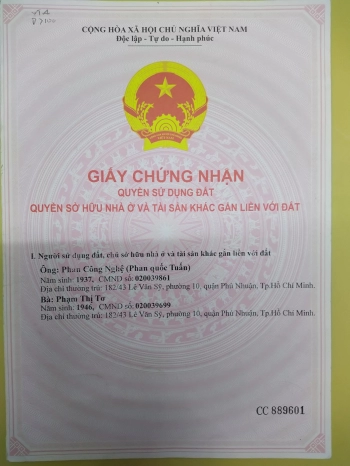 CỘNG HÒA XÃ HỘI CHỦ NGHĨA VIỆT NAM
Độc lập - Tự do - Hạnh phúc
GIẤY CHỨNG NHẬN
QUYỀN SỬ DỤNG ĐẤT
QUYỀN SỞ HỮU NHÀ Ở VÀ TÀI SẢN KHÁC GẮN LIỀN VỚI ĐẤT
I. Người sử dụng đất, chủ sở hữu nhà ở và tài sản khác gắn liền với đất
Ông: Phan Công Nghệ (Phan quốc Tuấn)
Năm sinh: 1937, CMND số: 020039861
Địa chỉ thường trú: 182/43 Lê Văn Sỹ, phường 10, quận Phú Nhuận, Tp.Hồ Chí Minh.
Bà: Phạm Thị Tơ
Năm sinh: 1946, CMND số: 020039699
Địa chỉ thường trú: 182/43 Lê Văn Sỹ, phường 10, quận Phú Nhuận, Tp.Hồ Chí Minh.
CC 889601